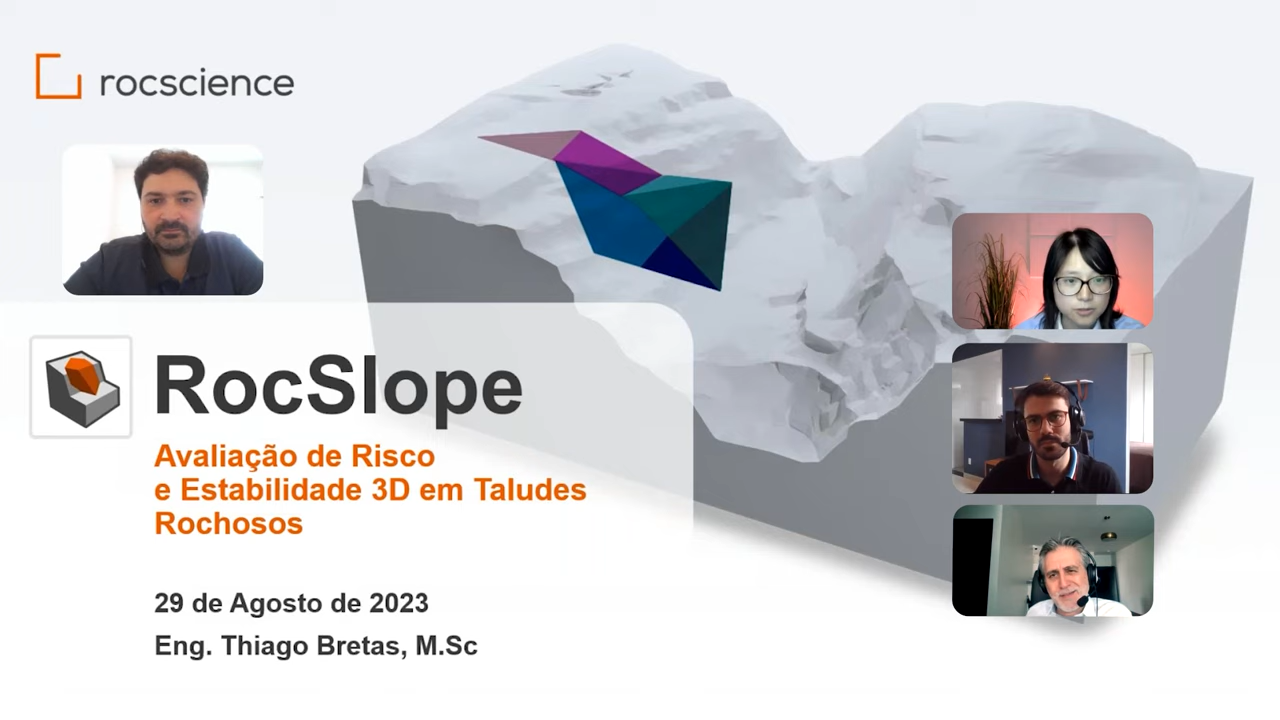 rocscience
RocSlope
Avaliação de Risco
e Estabilidade 3D em Taludes
Rochosos
29 de Agosto de 2023
Eng. Thiago Bretas, M.Sc